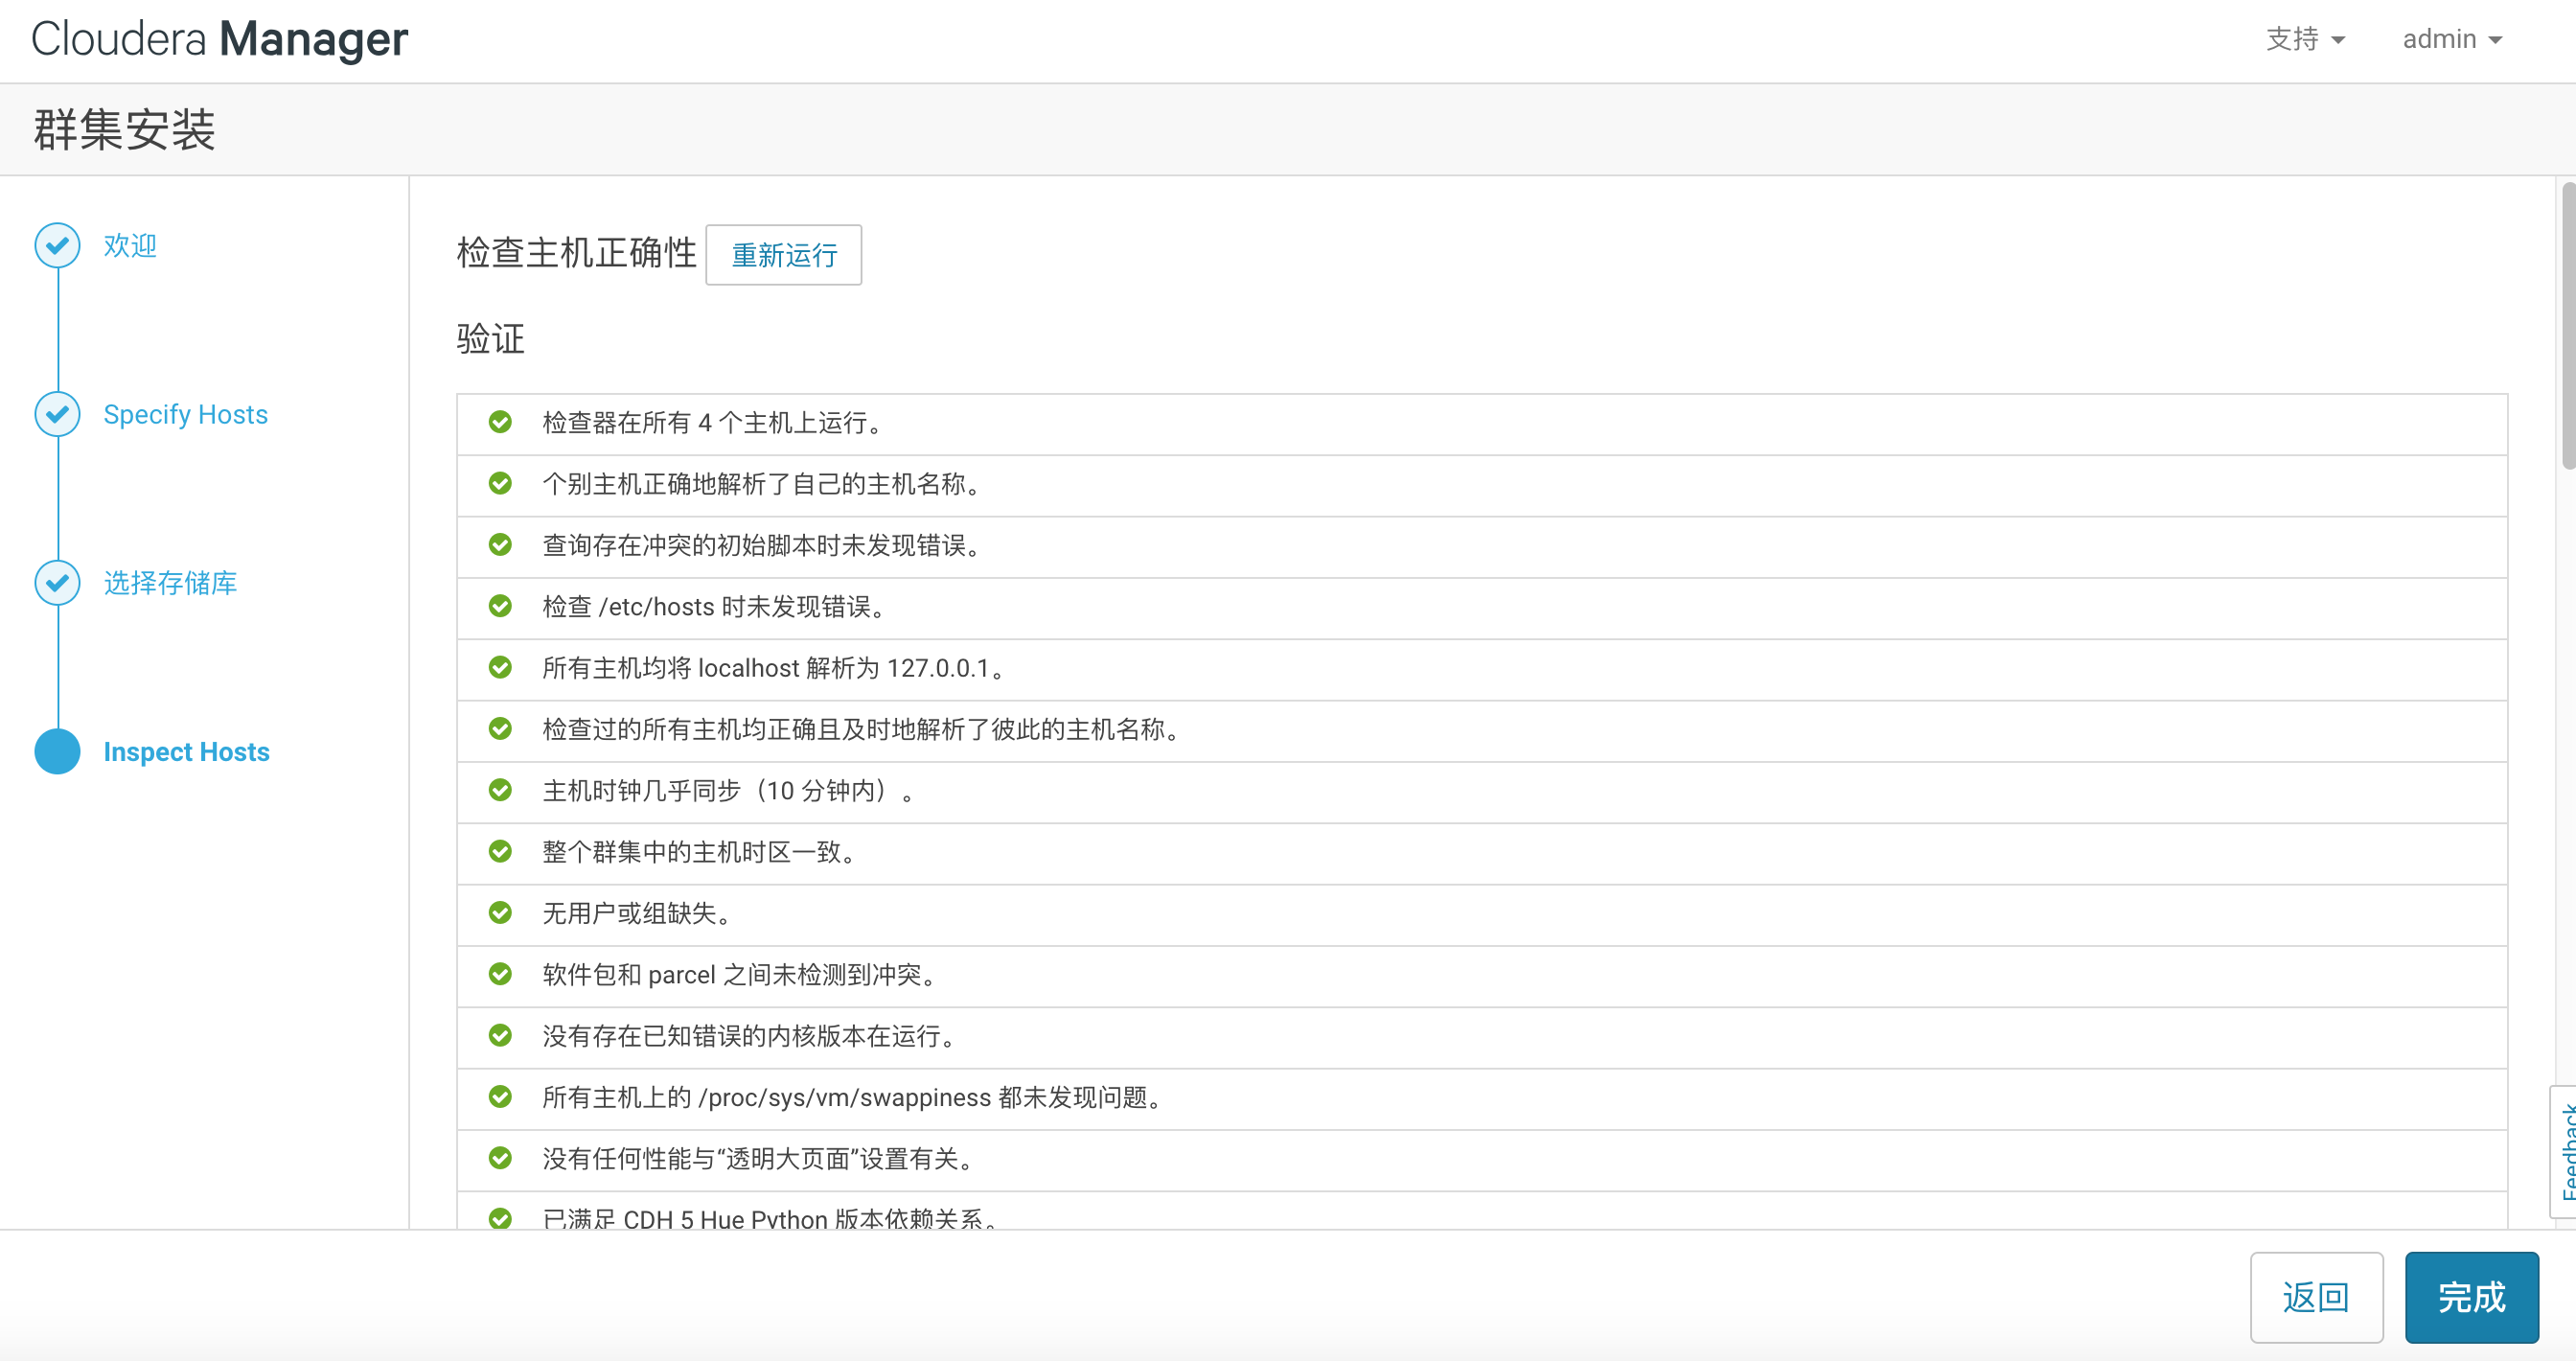 Cloudera Manager
支持
admin
群集安装
欢迎
Specify Hosts
选择存储库
Inspect Hosts
检查主机正确性
重新运行
验证
检查器在所有 4 个主机上运行。
个别主机正确地解析了自己的主机名称。
查询存在冲突的初始脚本时未发现错误。
检查 /etc/hosts 时未发现错误。
所有主机均将 localhost 解析为 127.0.0.1。
检查过的所有主机均正确且及时地解析了彼此的主机名称。
主机时钟几乎同步（10 分钟内）。
整个群集中的主机时区一致。
无用户或组缺失。
软件包和 parcel 之间未检测到冲突。
没有存在已知错误的内核版本在运行。
所有主机上的 /proc/sys/vm/swappiness 都未发现问题。
没有任何性能与“透明大页面”设置有关。
已满足 CDH 5 Hue Python 版本依赖关系。
Feedback
返回
完成